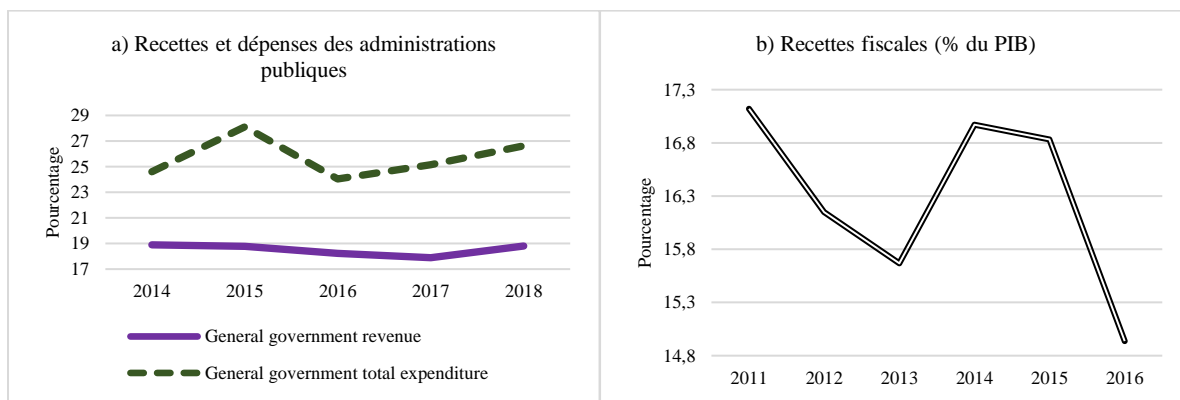 a) Recettes et dépenses des administrations
publiques
Pourcentage
29
27
25
23
21
19
17
2014 2015 2016 2017 2018
General government revenue
General government total expenditure
b) Recettes fiscales (% du PIB)
Pourcentage
17,3
16,8
16,3
15,8
15,3
14,8
2011 2012 2013 2014 2015 2016